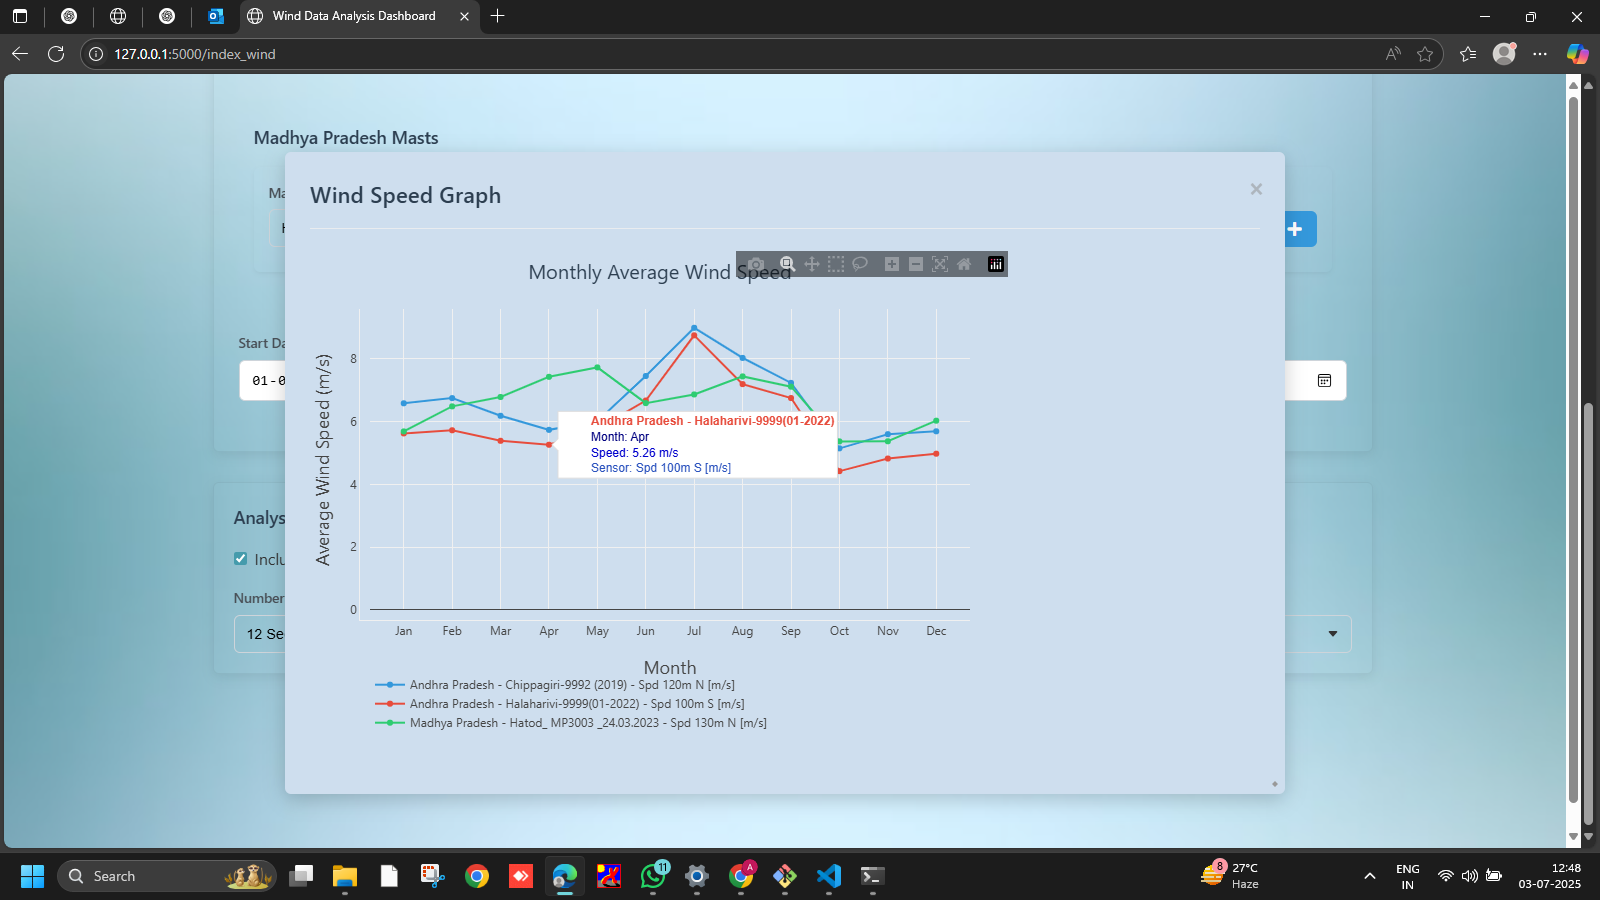 Wind Data Analysis Dashboard
127.0.0.1:5000/index_wind
Madhya Pradesh Masts
Wind Speed Graph
Monthly Average Wind Speed
Start Da
01-0
Analys
Inclu
Number
12 Se
Average Wind Speed (m/s)
8
6
4
2
0
Andhra Pradesh - Halaharivi-9999(01-2022)
Month: Apr
Speed: 5.26 m/s
Sensor: Spd 100m S [m/s]
Jan Feb Mar Apr May Jun Jul Aug Sep Oct Nov Dec
Month
Andhra Pradesh - Chippagiri-9992 (2019) - Spd 120m N [m/s]
Andhra Pradesh - Halaharivi-9999(01-2022) - Spd 100m S [m/s]
Madhya Pradesh - Hatod_ MP3003 _24.03.2023 - Spd 130m N [m/s]
Search
11
A
8
27°C
Haze
ENG
IN
12:48
03-07-2025